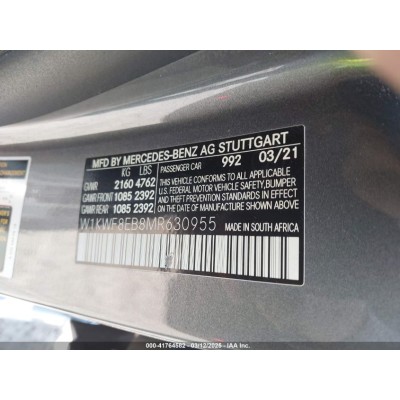 MFD BY MERCEDES-BENZ AG STUTTGART
KG LBS PASSENGER CAR 992 03/21
GVWR 2160 4762 THIS VEHICLE CONFORMS TO ALL APPLICABLE
GAWR FRONT 1085 2392 U.S. FEDERAL MOTOR VEHICLE SAFETY, BUMPER
GAWR REAR 1085 2392 AND THEFT PREVENTION STANDARDS IN EFFECT ON THE DATE OF MANUFACTURE SHOWN ABOVE.
W1KWF8EB8MR630955 MADE IN SOUTH AFRICA
000-41764562 03/12/2025 IAA Inc.